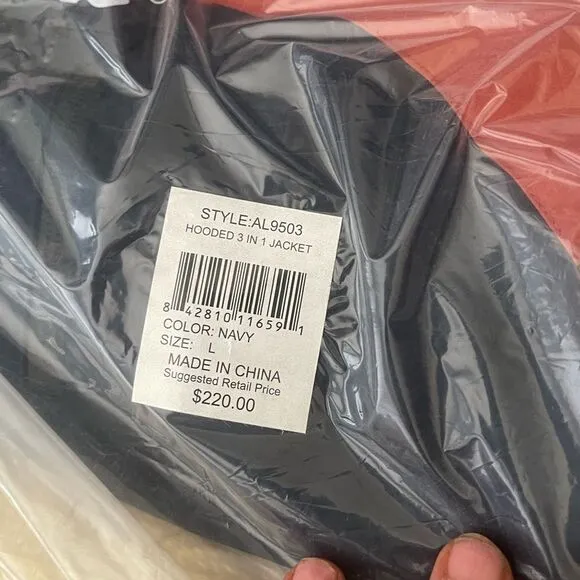 STYLE:AL9503
HOODED 3 IN 1 JACKET
8 42810 11659 1
COLOR: NAVY
SIZE: L
MADE IN CHINA
Suggested Retail Price
$220.00